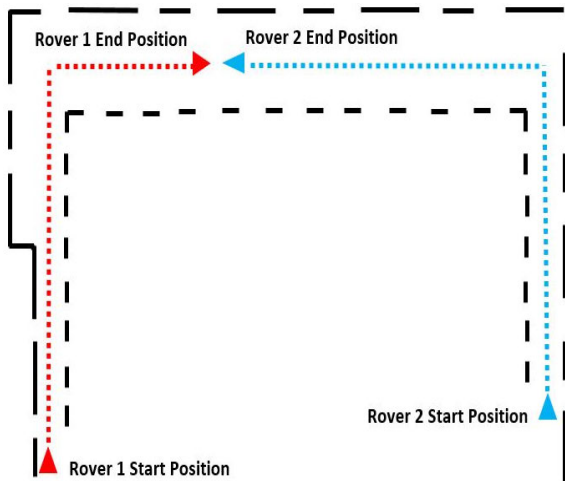 Rover 1 End Position
Rover 2 End Position
Rover 2 Start Position
Rover 1 Start Position